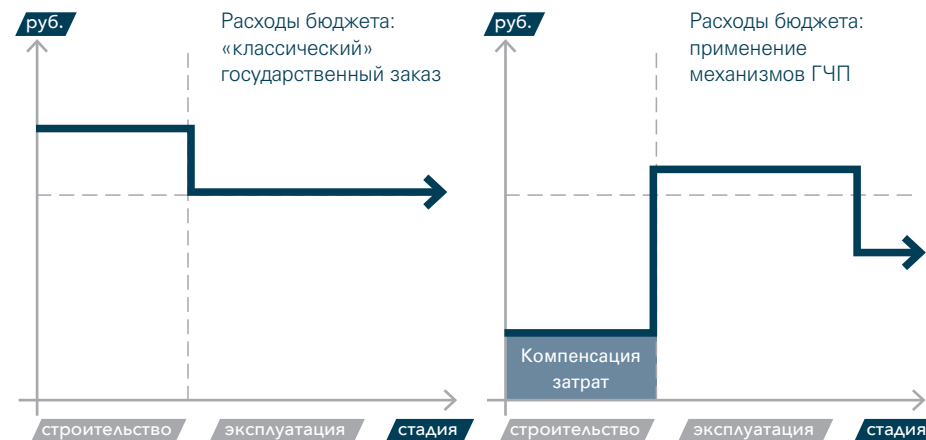 руб.
Расходы бюджета:
«классический»
государственный заказ
строительство
эксплуатация
стадия
руб.
Расходы бюджета:
применение
механизмов ГЧП
Компенсация
затрат
строительство
эксплуатация
стадия